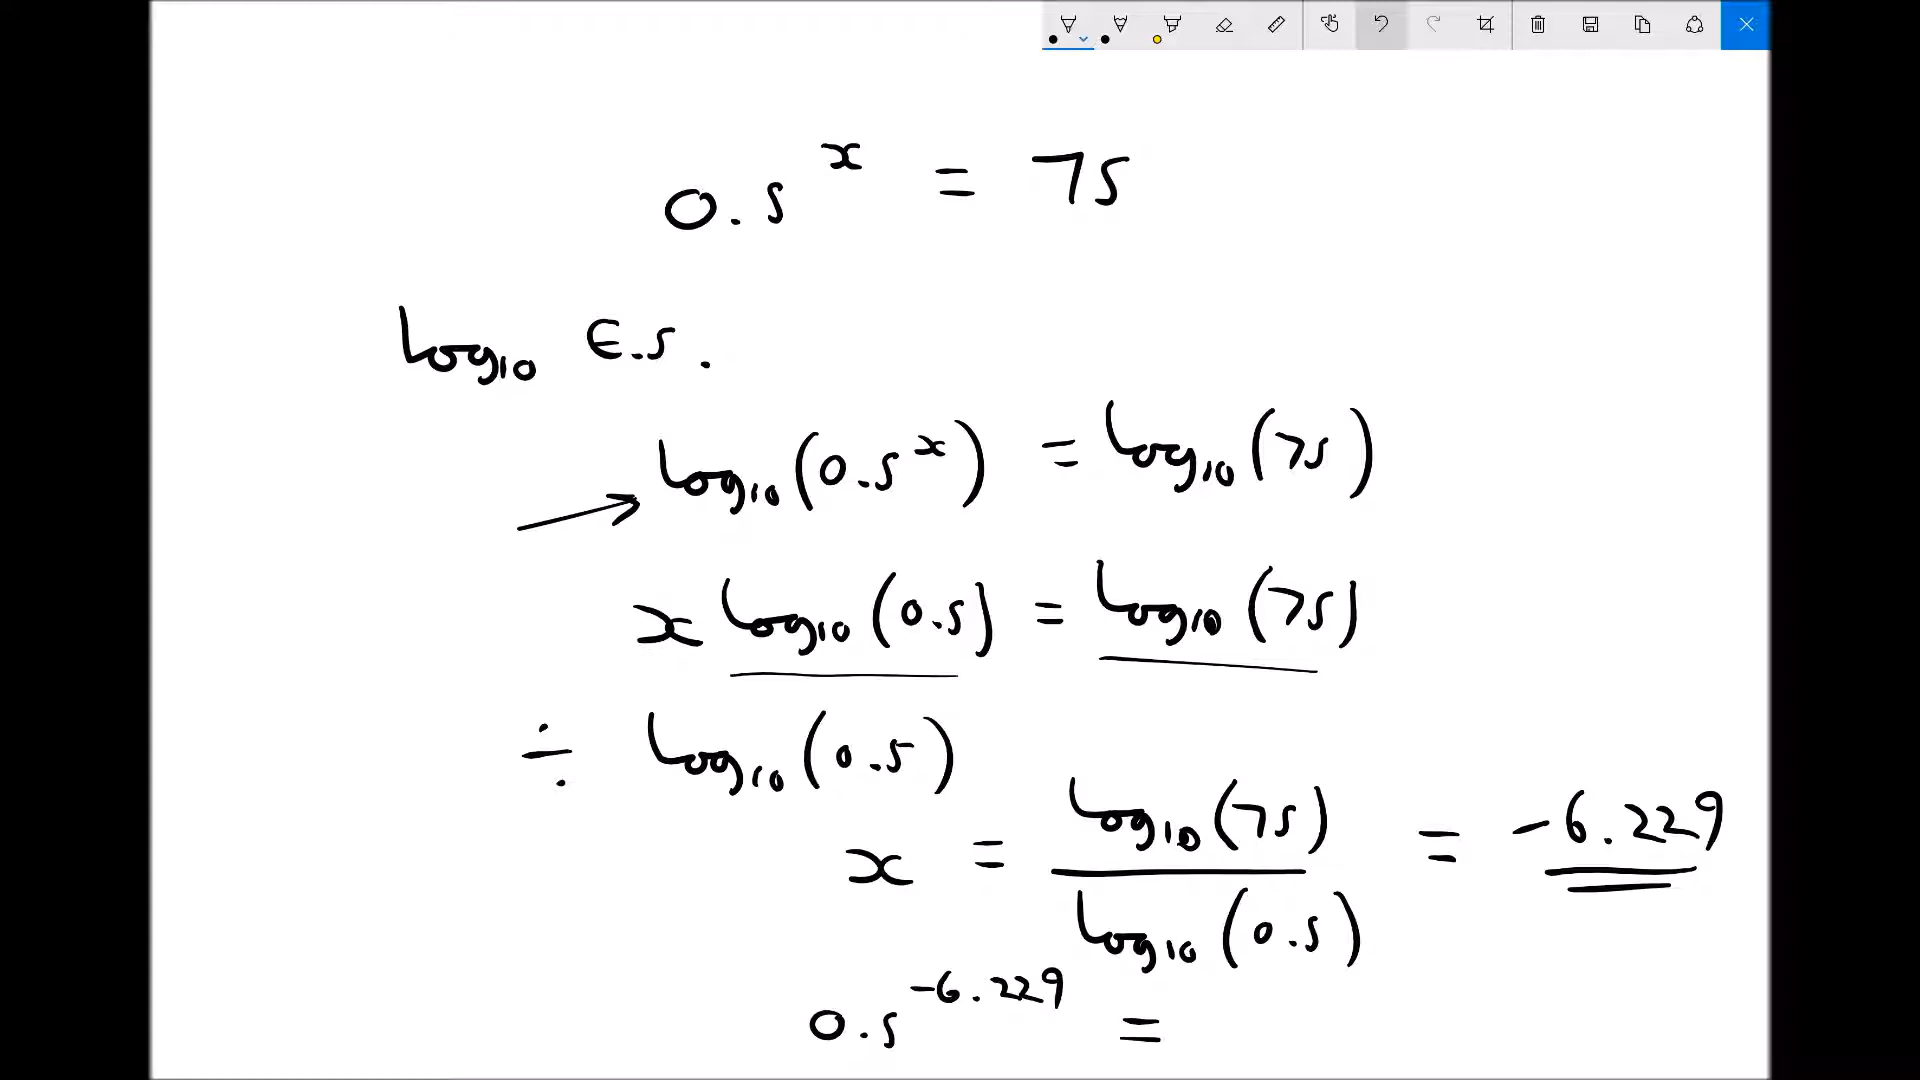 0.5^x = 75
Log₁₀ E.S.
Log₁₀(0.5^x) = Log₁₀(75)
x Log₁₀(0.5) = Log₁₀(75)
÷ Log₁₀(0.5)
x = Log₁₀(75) / Log₁₀(0.5) = -6.229
0.5^-6.229 =